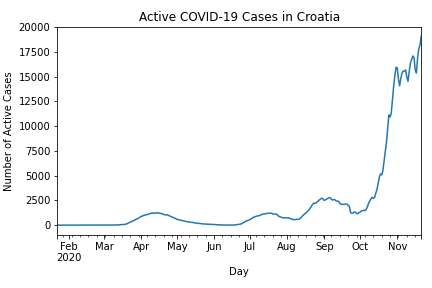 Active COVID-19 Cases in Croatia
Number of Active Cases
20000
17500
15000
12500
10000
7500
5000
2500
0
Feb Mar Apr May Jun Jul Aug Sep Oct Nov
2020
Day